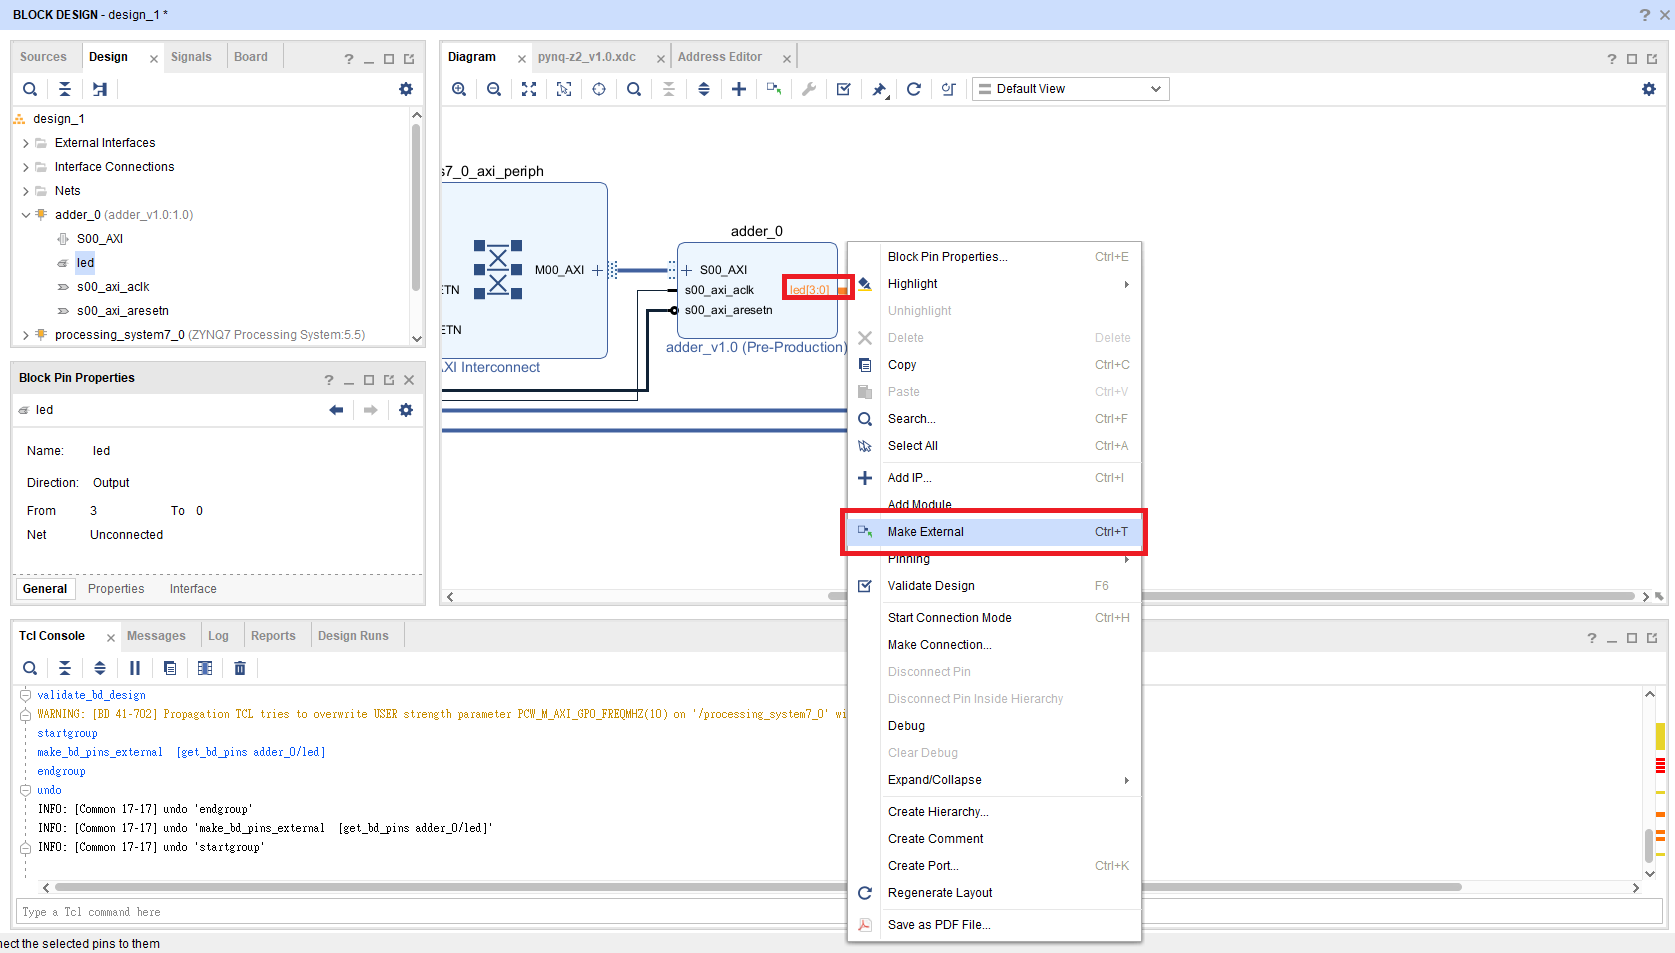 BLOCK DESIGN - design_1 *
Sources
Design
Signals
Board
design_1
External Interfaces
Interface Connections
Nets
adder_0 (adder_v1.0:1.0)
S00_AXI
led
s00_axi_aclk
s00_axi_aresetn
processing_system7_0 (ZYNQ7 Processing System:5.5)
Block Pin Properties
led
Name: led
Direction: Output
From 3 To 0
Net Unconnected
General
Properties
Interface
Diagram
pynq-z2_v1.0.xdc
Address Editor
Default View
s7_0_axi_periph
M00_AXI
ETN
ETN
AXI Interconnect
adder_0
S00_AXI
s00_axi_aclk
led[3:0]
s00_axi_aresetn
adder_v1.0 (Pre-Production)
Block Pin Properties... Ctrl+E
Highlight
Unhighlight
Delete Delete
Copy Ctrl+C
Paste Ctrl+V
Search... Ctrl+F
Select All Ctrl+A
Add IP... Ctrl+I
Add Module
Make External Ctrl+T
Pinning
Validate Design F6
Start Connection Mode Ctrl+H
Make Connection...
Disconnect Pin
Disconnect Pin Inside Hierarchy
Debug
Clear Debug
Expand/Collapse
Create Hierarchy...
Create Comment
Create Port... Ctrl+K
Regenerate Layout
Save as PDF File...
Tcl Console
Messages
Log
Reports
Design Runs
validate_bd_design
WARNING: [BD 41-702] Propagation TCL tries to overwrite USER strength parameter PCW_M_AXI_GP0_FREQMHZ(10) on '/processing_system7_0' wi
startgroup
make_bd_pins_external  [get_bd_pins adder_0/led]
endgroup
undo
INFO: [Common 17-17] undo 'endgroup'
INFO: [Common 17-17] undo 'make_bd_pins_external  [get_bd_pins adder_0/led]'
INFO: [Common 17-17] undo 'startgroup'
Type a Tcl command here
nect the selected pins to them